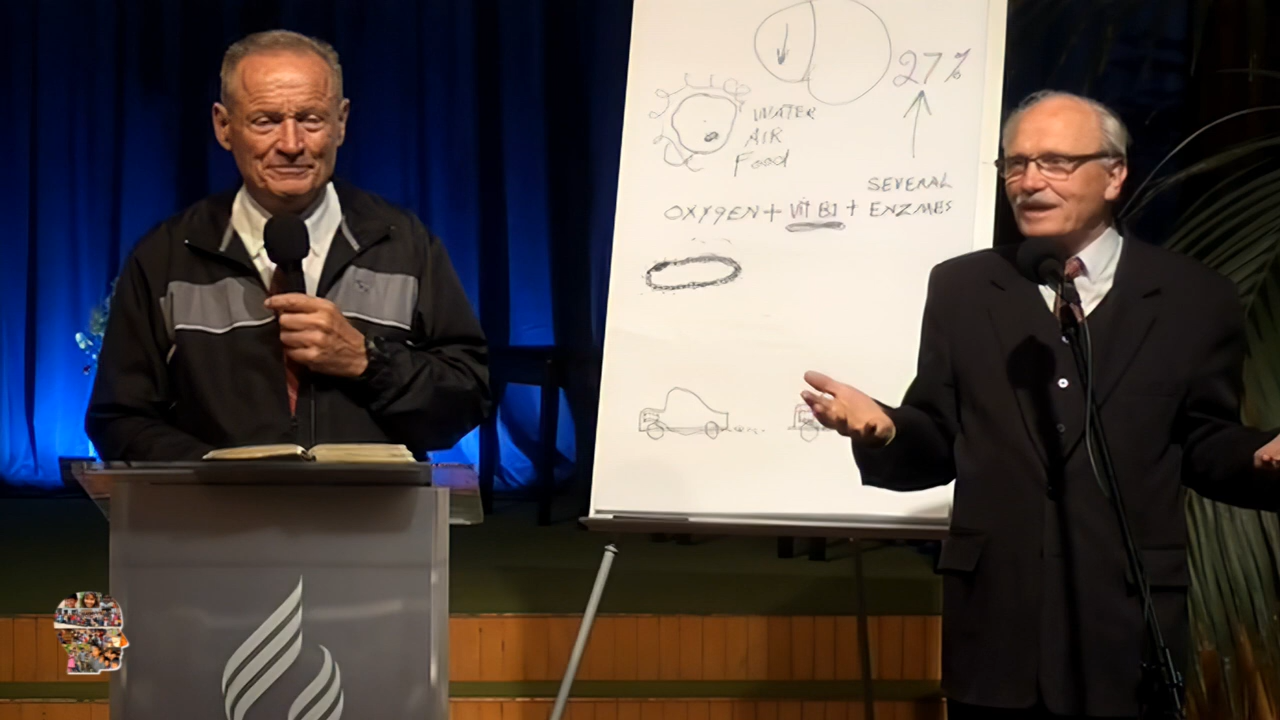 27%
WATER
AIR
Food
SEVERAL
OXYGEN + VIT B1 + ENZMES